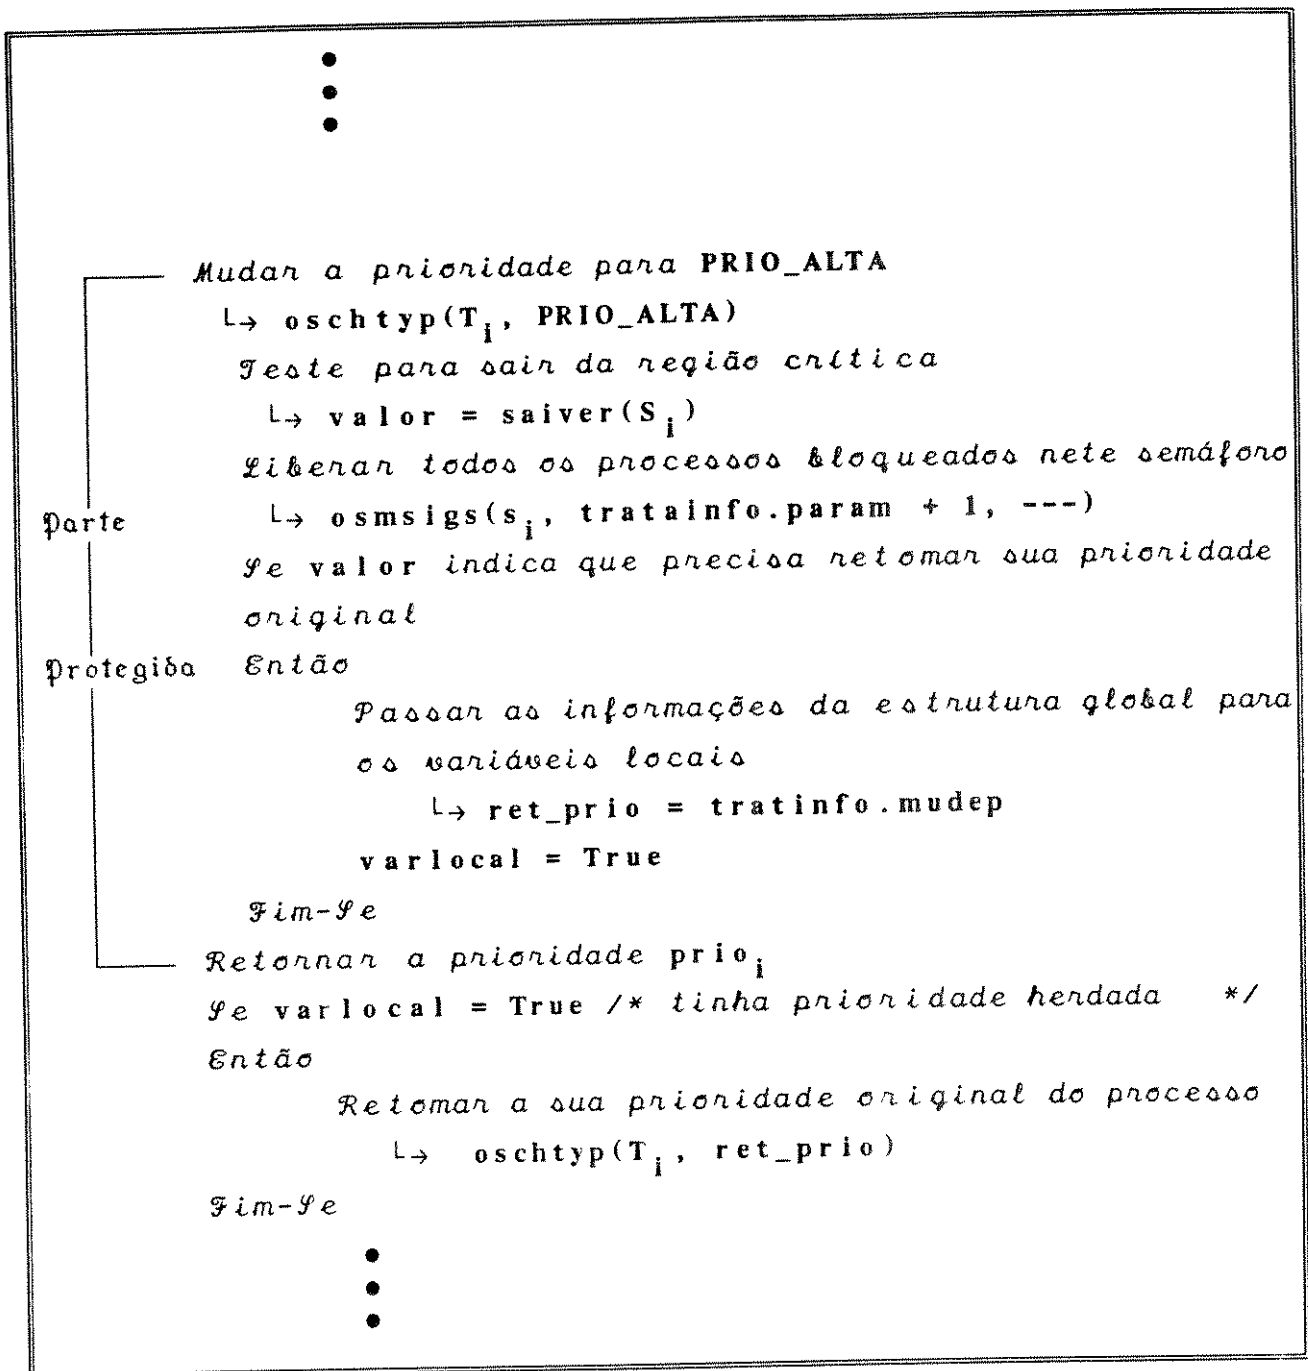 •
•
•
Mudar a prioridade para PRIO_ALTA
↳ oschtyp(Ti, PRIO_ALTA)
Teste para sair da região crítica
↳ valor = saiver(Si)
Liberar todos os processos bloqueados nete semáforo
Parte ↳ osmsigs(si, tratainfo.param + 1, ---)
Se valor indica que precisa retomar sua prioridade
original
Protegida Então
Passar as informações da estrutura global para
os variáveis locais
↳ ret_prio = tratinfo.mudep
varlocal = True
Fim-Se
Retornar a prioridade prioi
Se varlocal = True /* tinha prioridade herdada */
Então
Retomar a sua prioridade original do processo
↳ oschtyp(Ti, ret_prio)
Fim-Se
•
•
•